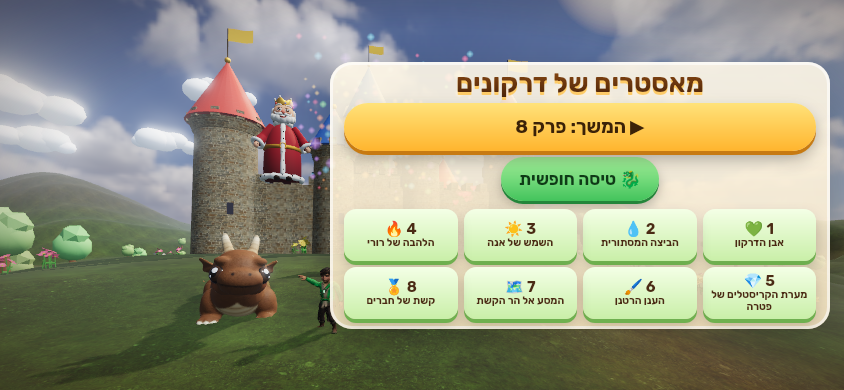 מאסטרים של דרקונים
▶ המשך: פרק 8
🐉 טיסה חופשית
1 💚
אבן הדרקון
2 💧
הביצה המסתורית
3 ☀️
השמש של אנה
4 🔥
הלהבה של רורי
5 💎
מערת הקריסטלים של
פטרה
6 🖌️
הענן הרטנן
7 🗺️
המסע אל הר הקשת
8 🏅
קשת של חברים